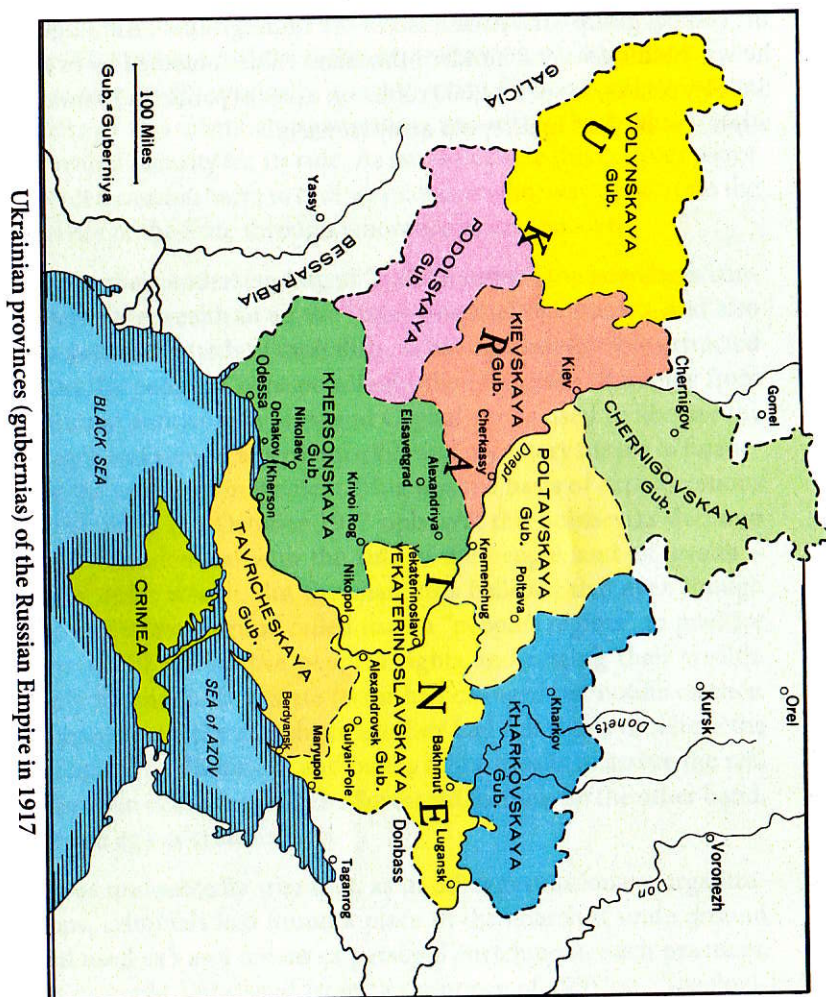 Orel
Gomel
Kursk
Voronezh
Don
VOLYNSKAYA
Gub.
Chernigov
CHERNIGOVSKAYA
Gub.
Donets
GALICIA
UKRAINE
KIEVSKAYA
Gub.
Kiev
POLTAVSKAYA
Gub.
Poltava
KHARKOVSKAYA
Gub.
Kharkov
PODOLSKAYA
Gub.
Cherkassy
Dnepr
Kremenchug
Yassy
BESSARABIA
Elisavetgrad
Alexandriya
Yekaterinoslav
YEKATERINOSLAVSKAYA
Gub.
Bakhmut
Lugansk
KHERSONSKAYA
Gub.
Krivoi Rog
Nikopol
Alexandrovsk
Gulyai-Pole
Donbass
Nikolaev
Ochakov
Kherson
Odessa
TAVRICHESKAYA
Gub.
Berdyansk
Maryupol
Tagannog
BLACK SEA
CRIMEA
SEA of AZOV
100 Miles
Gub."Guberniya
Ukrainian provinces (gubernias) of the Russian Empire in 1917